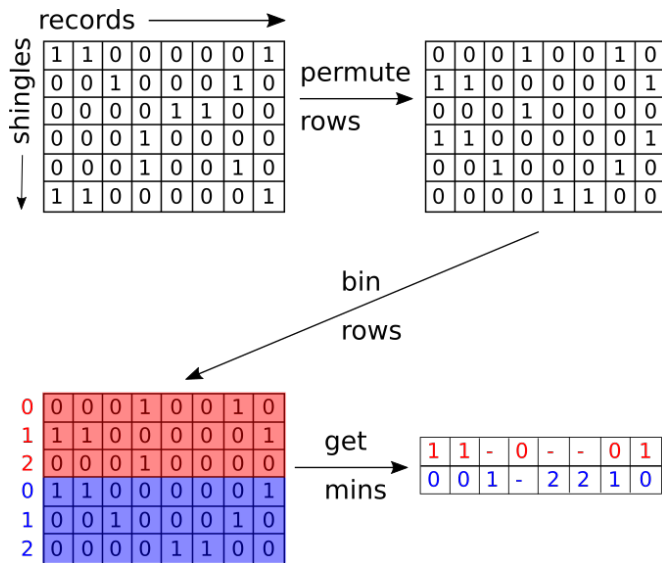 records
shingles
1 1 0 0 0 0 0 1
0 0 1 0 0 0 1 0
0 0 0 0 1 1 0 0
0 0 0 1 0 0 0 0
0 0 0 1 0 0 1 0
1 1 0 0 0 0 0 1
permute
rows
0 0 0 1 0 0 1 0
1 1 0 0 0 0 0 1
0 0 0 1 0 0 0 0
1 1 0 0 0 0 0 1
0 0 1 0 0 0 1 0
0 0 0 0 1 1 0 0
bin
rows
0 0 0 0 1 0 0 1 0
1 1 1 0 0 0 0 0 1
2 0 0 0 1 0 0 0 0
0 1 1 0 0 0 0 0 1
1 0 0 1 0 0 0 1 0
2 0 0 0 0 1 1 0 0
get
mins
1 1 - 0 - - 0 1
0 0 1 - 2 2 1 0